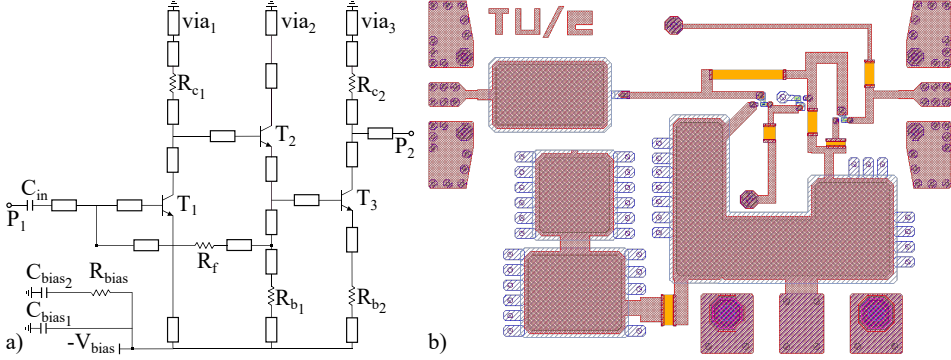 via1 via2 via3
Rc1 Rc2
T2
P2
Cin
P1
T1 T3
Rf
Cbias2 Rbias
Rb1 Rb2
Cbias1
a) -Vbias
TU/e
b)